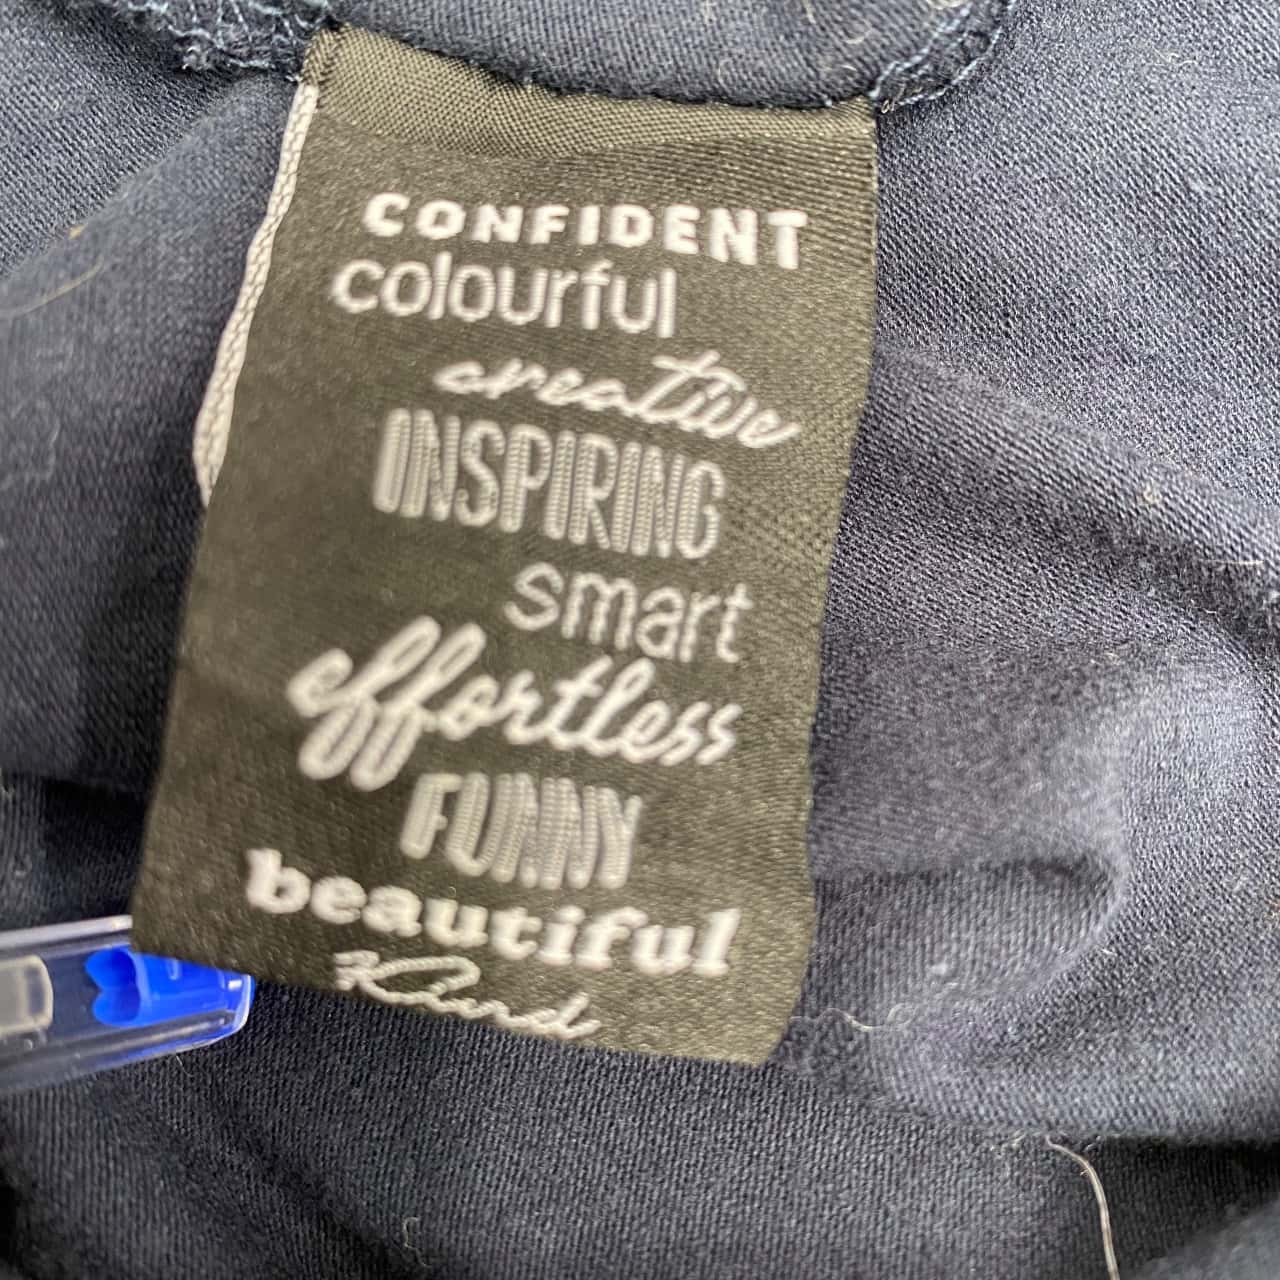 CONFIDENT
colourful
creative
INSPIRING
smart
effortless
FUNNY
beautiful
Kind